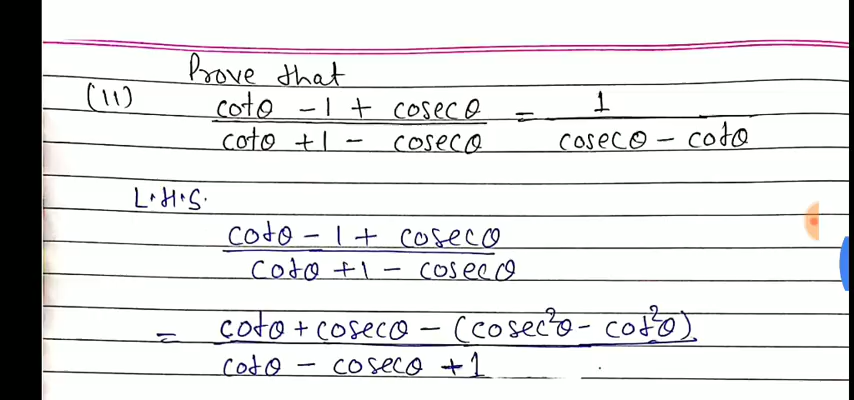 Prove that
(11) cotθ - 1 + cosecθ / cotθ + 1 - cosecθ = 1 / cosecθ - cotθ
L.H.S.
cotθ - 1 + cosecθ / cotθ + 1 - cosecθ
= cotθ + cosecθ - (cosec²θ - cot²θ) / cotθ - cosecθ + 1